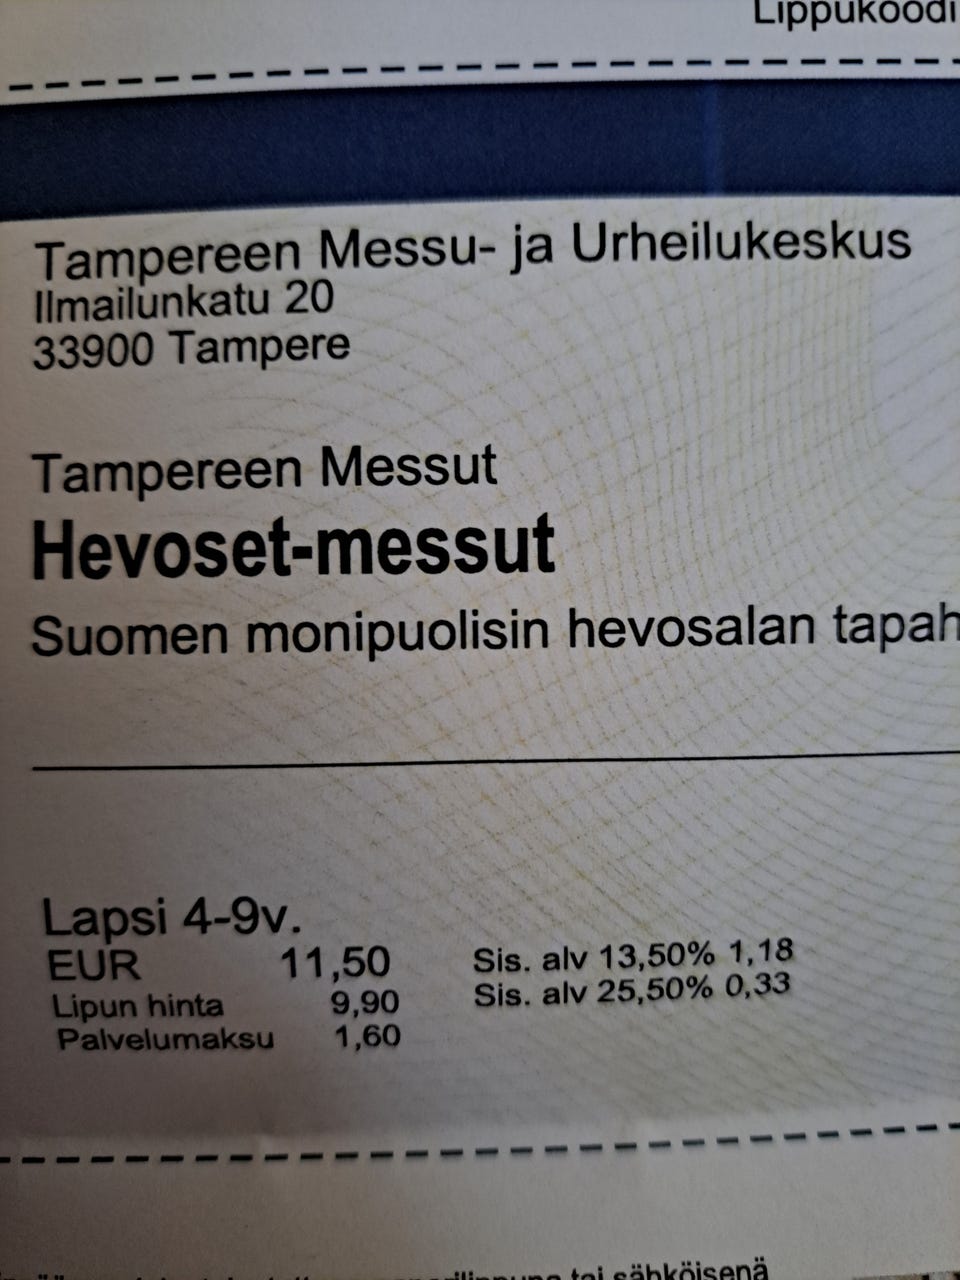 Lippukoodi
Tampereen Messu- ja Urheilukeskus
Ilmailunkatu 20
33900 Tampere
Tampereen Messut
Hevoset-messut
Suomen monipuolisin hevosalan tapah
Lapsi 4-9v.
EUR 11,50 Sis. alv 13,50% 1,18
Lipun hinta 9,90 Sis. alv 25,50% 0,33
Palvelumaksu 1,60
tai sähköisenä